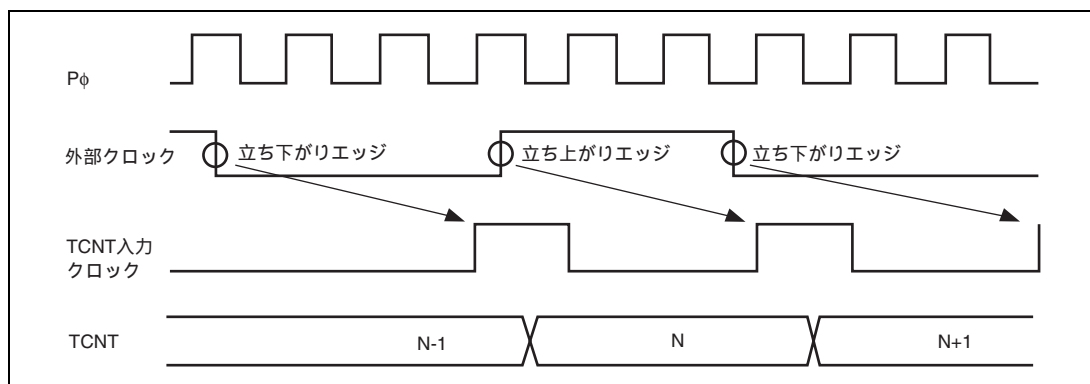 Pφ
外部クロック
立ち下がりエッジ
立ち上がりエッジ
立ち下がりエッジ
TCNT入力
クロック
TCNT
N-1
N
N+1